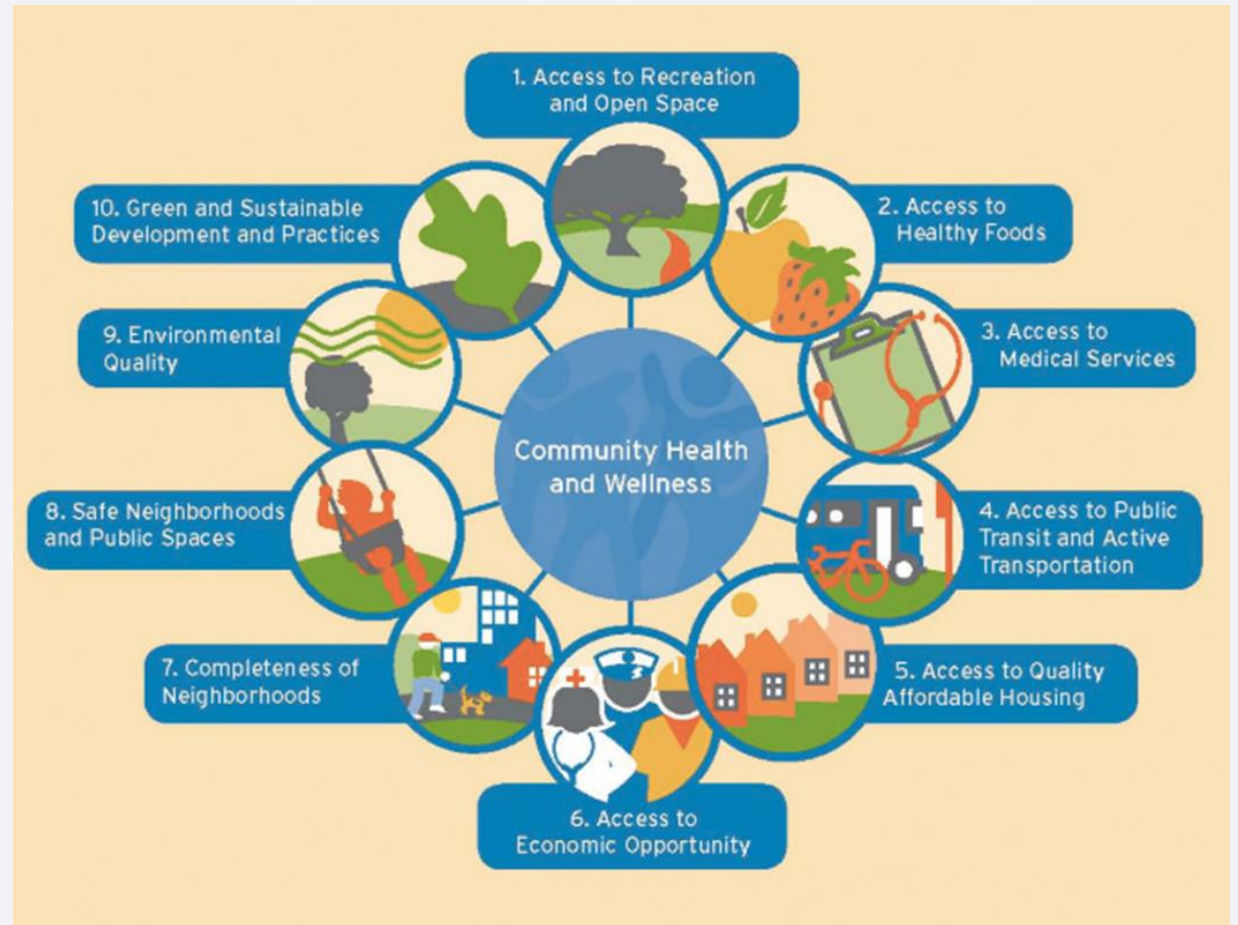 1. Access to Recreation
and Open Space
2. Access to
Healthy Foods
3. Access to
Medical Services
4. Access to Public
Transit and Active
Transportation
5. Access to Quality
Affordable Housing
6. Access to
Economic Opportunity
7. Completeness of
Neighborhoods
8. Safe Neighborhoods
and Public Spaces
9. Environmental
Quality
10. Green and Sustainable
Development and Practices
Community Health
and Wellness